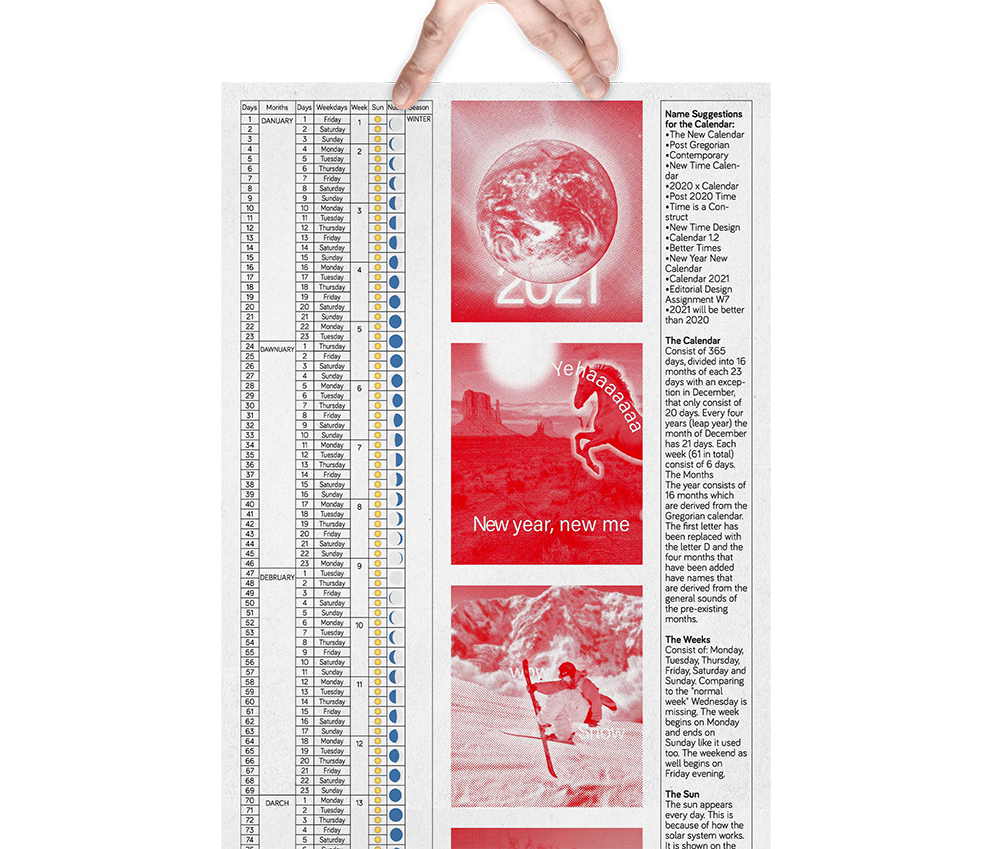 Days Months Days Weekdays Week Sun Season
1 DANUARY 1 Friday 1 WINTER
2 2 Saturday
3 3 Sunday
4 4 Monday 2
5 5 Tuesday
6 6 Thursday
7 7 Friday
8 8 Saturday
9 9 Sunday
10 10 Monday 3
11 11 Tuesday
12 12 Thursday
13 13 Friday
14 14 Saturday
15 15 Sunday
16 16 Monday 4
17 17 Tuesday
18 18 Thursday
19 19 Friday
20 20 Saturday
21 21 Sunday
22 22 Monday 5
23 23 Tuesday
24 DAWNUARY 1 Thursday
25 2 Friday
26 3 Saturday
27 4 Sunday
28 5 Monday 6
29 6 Tuesday
30 7 Thursday
31 8 Friday
32 9 Saturday
33 10 Sunday
34 11 Monday 7
35 12 Tuesday
36 13 Thursday
37 14 Friday
38 15 Saturday
39 16 Sunday
40 17 Monday 8
41 18 Tuesday
42 19 Thursday
43 20 Friday
44 21 Saturday
45 22 Sunday
46 23 Monday 9
47 DEBRUARY 1 Tuesday
48 2 Thursday
49 3 Friday
50 4 Saturday
51 5 Sunday
52 6 Monday 10
53 7 Tuesday
54 8 Thursday
55 9 Friday
56 10 Saturday
57 11 Sunday
58 12 Monday 11
59 13 Tuesday
60 14 Thursday
61 15 Friday
62 16 Saturday
63 17 Sunday
64 18 Monday 12
65 19 Tuesday
66 20 Thursday
67 21 Friday
68 22 Saturday
69 23 Sunday
70 DARCH 1 Monday 13
71 2 Tuesday
72 3 Thursday
73 4 Friday
74 5 Saturday
2021
Yehaaaaaaa
New year, new me
wow
snow
Name Suggestions
for the Calendar:
•The New Calendar
•Post Gregorian
•Contemporary
•New Time Calen-
dar
•2020 x Calendar
•Post 2020 Time
•Time is a Con-
struct
•New Time Design
•Calendar 1.2
•Better Times
•New Year New
Calendar
•Calendar 2021
•Editorial Design
Assignment W7
•2021 will be better
than 2020
The Calendar
Consist of 365
days, divided into 16
months of each 23
days with an excep-
tion in December,
that only consist of
20 days. Every four
years (leap year) the
month of December
has 21 days. Each
week (61 in total)
consist of 6 days.
The Months
The year consists of
16 months which
are derived from the
Gregorian calendar.
The first letter has
been replaced with
the letter D and the
four months that
have been added
have names that
are derived from the
general sounds of
the pre-existing
months.
The Weeks
Consist of: Monday,
Tuesday, Thursday,
Friday, Saturday and
Sunday. Comparing
to the "normal
week" Wednesday is
missing. The week
begins on Monday
and ends on
Sunday like it used
too. The weekend as
well begins on
Friday evening.
The Sun
The sun appears
every day. This is
because of how the
solar system works.
It is shown on the